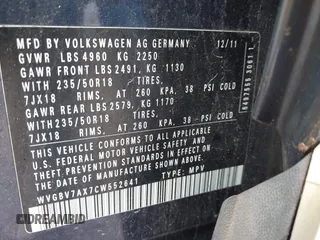 MFD BY VOLKSWAGEN AG GERMANY 12/11
GVWR LBS 4960 KG 2250
GAWR FRONT LBS 2491, KG 1130
WITH 235/50R18 TIRES.
7JX18 RIMS, AT 260 KPA, 38 PSI COLD
GAWR REAR LBS 2579, KG 1170
WITH 235/50R18 TIRES.
7JX18 RIMS, AT 260 KPA, 38 PSI COLD
THIS VEHICLE CONFORMS TO ALL APPLICABLE
U.S. FEDERAL MOTOR VEHICLE SAFETY AND
THEFT PREVENTION STANDARDS IN EFFECT ON THE
DATE OF MANUFACTURE SHOWN ABOVE.
WVGBV7AX7CW552641 TYPE: MPV